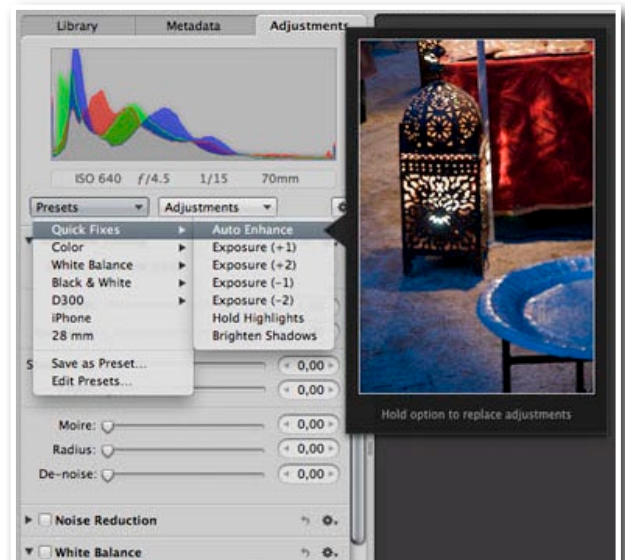 Library Metadata Adjustments
ISO 640 f/4.5 1/15 70mm
Presets Adjustments
Quick Fixes Auto Enhance
Color Exposure (+1)
White Balance Exposure (+2)
Black & White Exposure (-1)
D300 Exposure (-2)
iPhone Hold Highlights
28 mm Brighten Shadows
Save as Preset... 0,00
Edit Presets... 0,00
Hold option to replace adjustments
Moire: 0,00
Radius: 0,00
De-noise: 0,00
Noise Reduction
White Balance